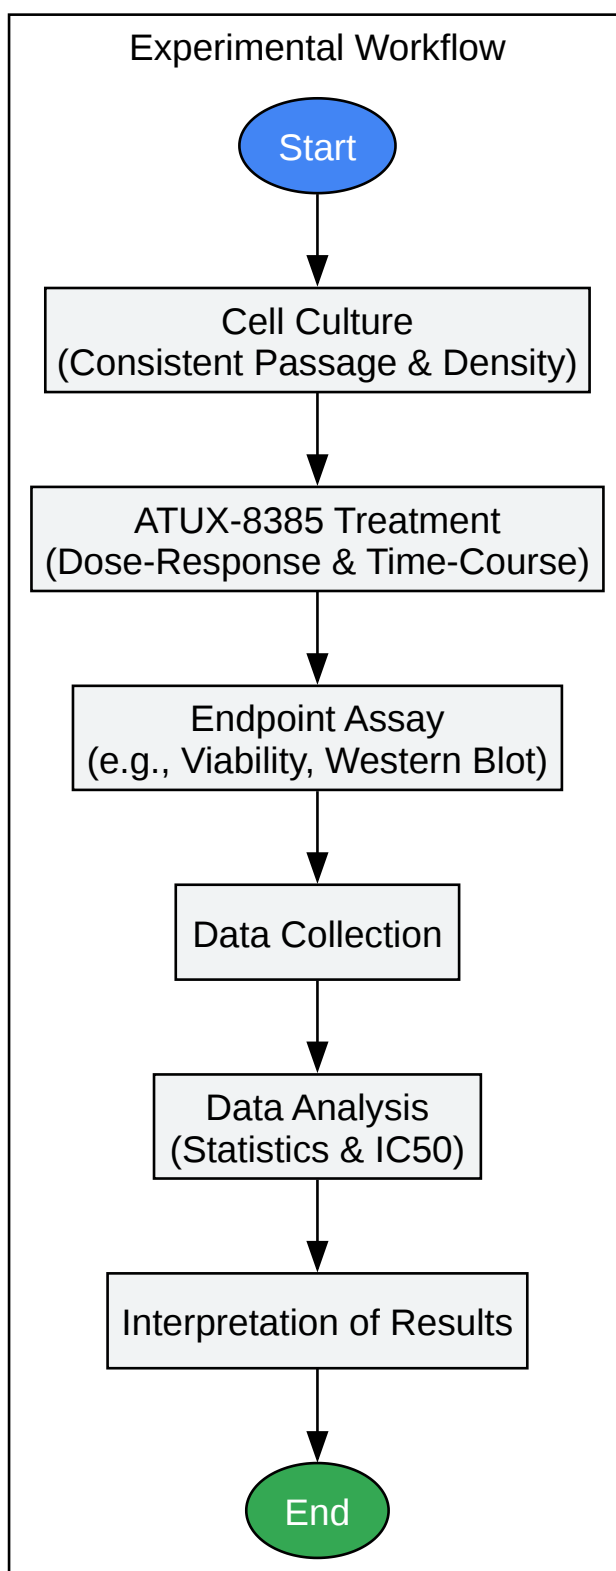 Experimental Workflow
Start
Cell Culture
(Consistent Passage & Density)
ATUX-8385 Treatment
(Dose-Response & Time-Course)
Endpoint Assay
(e.g., Viability, Western Blot)
Data Collection
Data Analysis
(Statistics & IC50)
Interpretation of Results
End